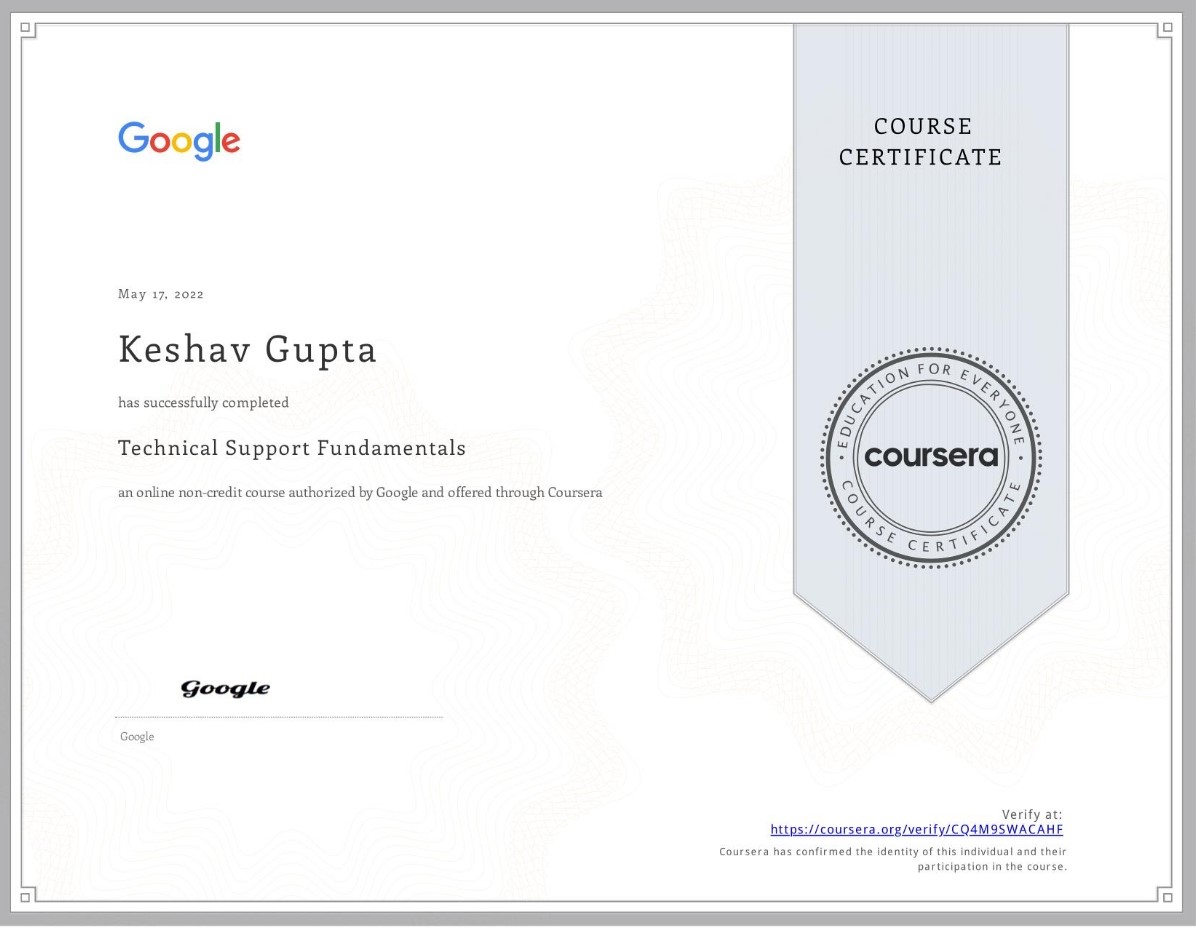 Google
COURSE
CERTIFICATE
May 17, 2022
Keshav Gupta
has successfully completed
Technical Support Fundamentals
an online non-credit course authorized by Google and offered through Coursera
EDUCATION FOR EVERYONE
coursera
COURSE CERTIFICATE
Google
Google
Verify at:
https://coursera.org/verify/CQ4M9SWACAHF
Coursera has confirmed the identity of this individual and their
participation in the course.